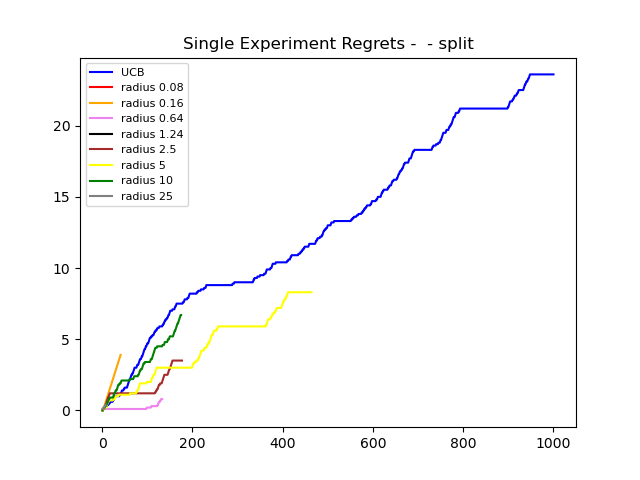 Single Experiment Regrets -  - split
UCB
radius 0.08
radius 0.16
radius 0.64
radius 1.24
radius 2.5
radius 5
radius 10
radius 25
20
15
10
5
0
0 200 400 600 800 1000